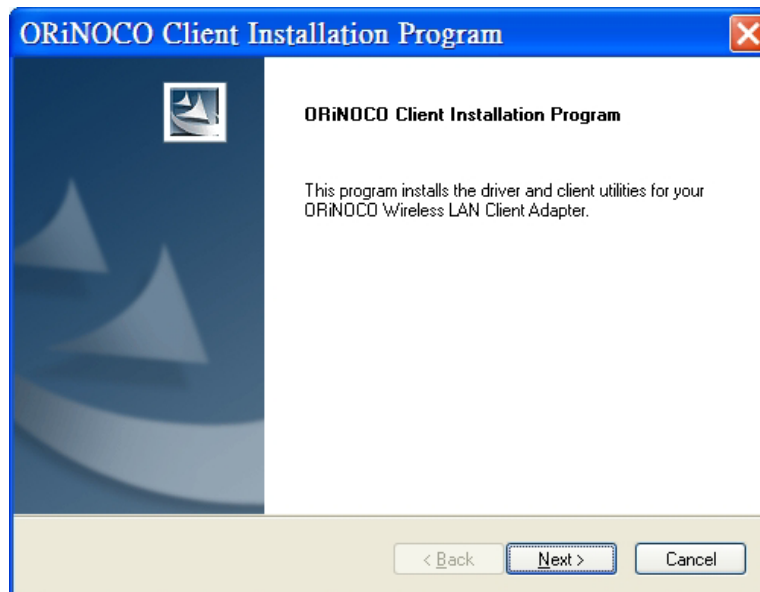 ORiNOCO Client Installation Program
ORiNOCO Client Installation Program
This program installs the driver and client utilities for your
ORiNOCO Wireless LAN Client Adapter.
< Back
Next >
Cancel